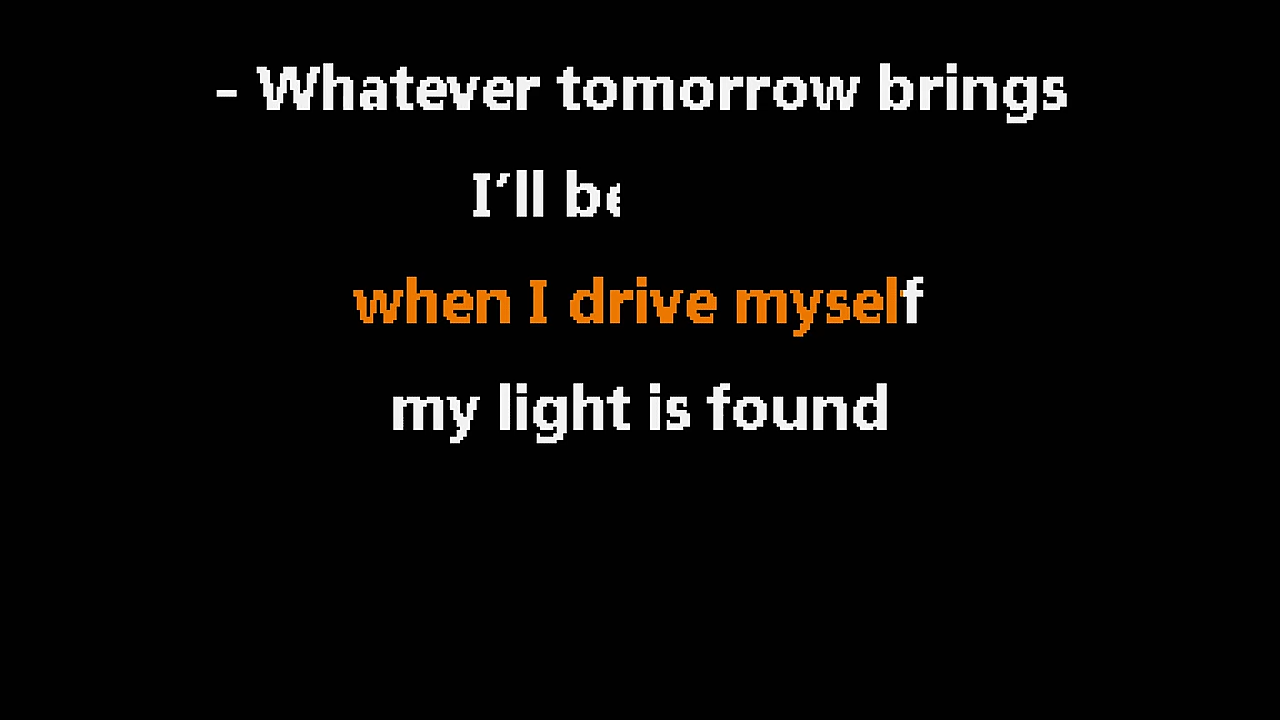 - Whatever tomorrow brings
I'll be
when I drive myself
my light is found